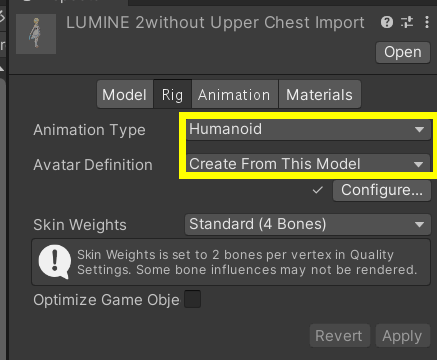 LUMINE 2without Upper Chest Import
Open
Model Rig Animation Materials
Animation Type Humanoid
Avatar Definition Create From This Model
Configure...
Skin Weights Standard (4 Bones)
Skin Weights is set to 2 bones per vertex in Quality
Settings. Some bone influences may not be rendered.
Optimize Game Obje
Revert Apply